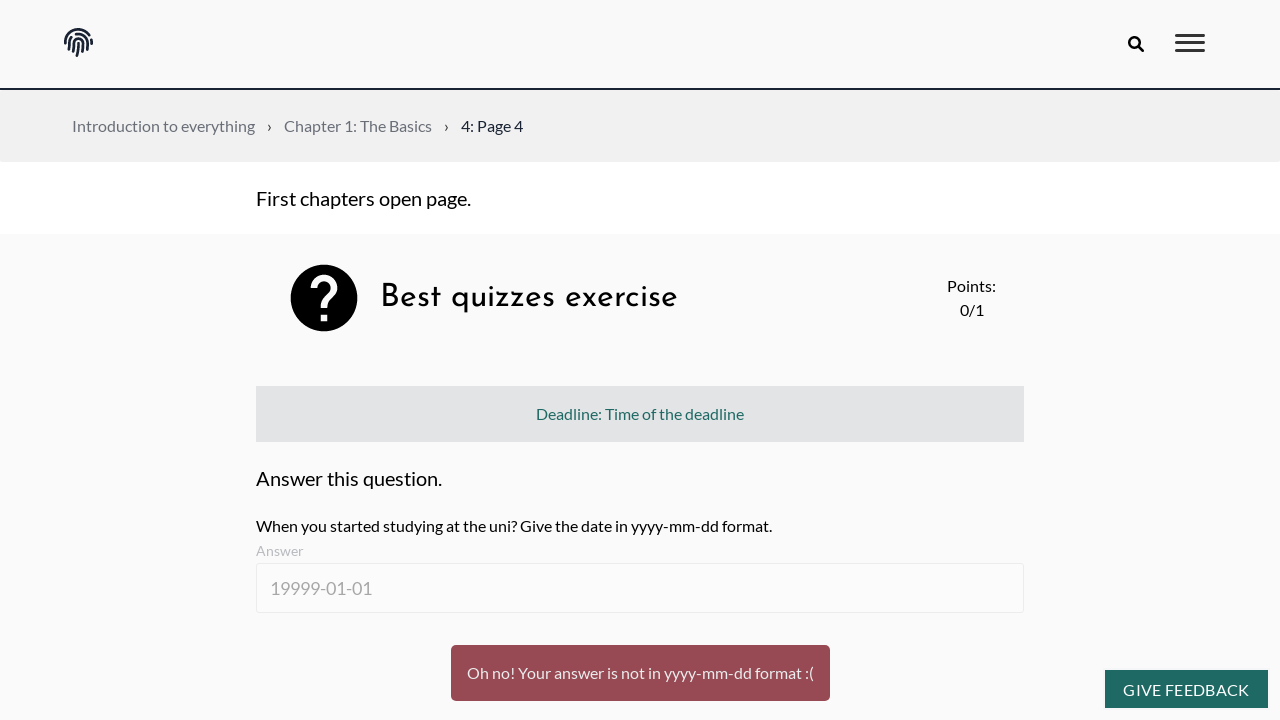 Introduction to everything › Chapter 1: The Basics › 4: Page 4
First chapters open page.
Best quizzes exercise
Points:
0/1
Deadline: Time of the deadline
Answer this question.
When you started studying at the uni? Give the date in yyyy-mm-dd format.
Answer
19999-01-01
Oh no! Your answer is not in yyyy-mm-dd format :(
GIVE FEEDBACK